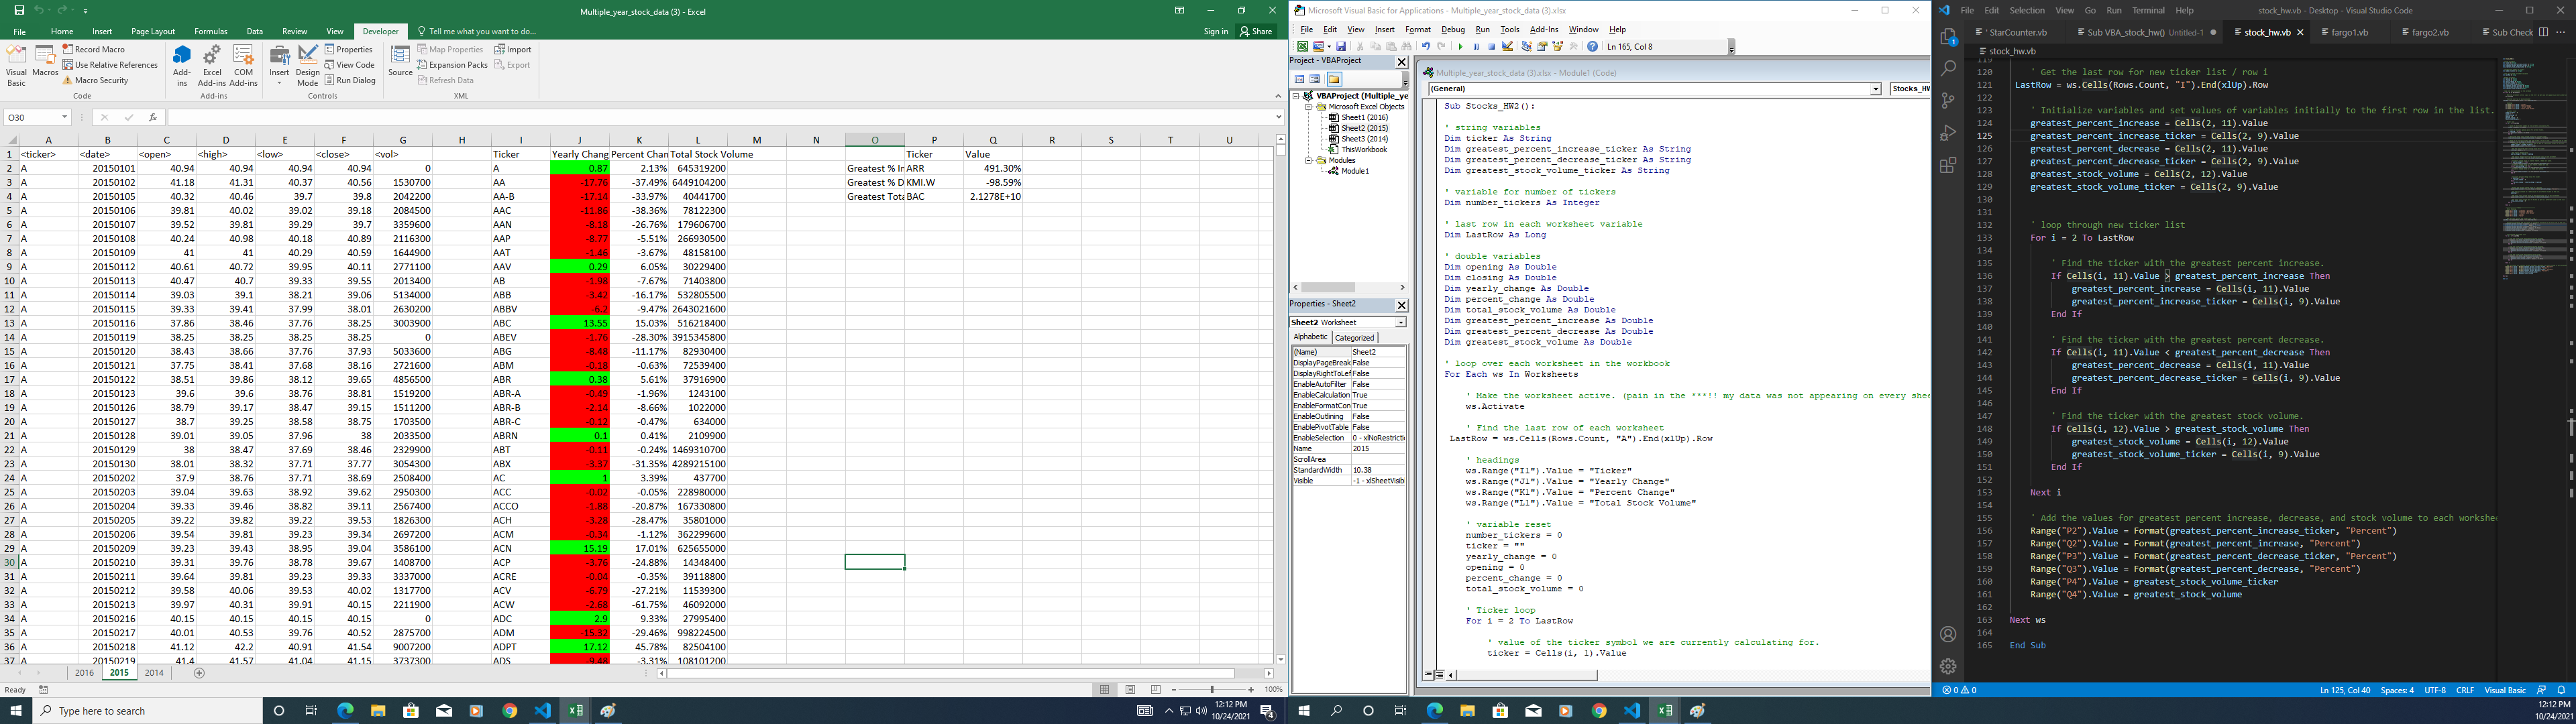 Multiple_year_stock_data (3) - Excel
File Home Insert Page Layout Formulas Data Review View Developer Tell me what you want to do... Sign in Share
Visual Basic
Macros
Record Macro
Use Relative References
Macro Security
Code
Add-ins
Excel Add-ins
COM Add-ins
Add-ins
Insert
Design Mode
Properties
View Code
Run Dialog
Controls
Source
Map Properties
Expansion Packs
Refresh Data
Import
Export
XML
O30
fx
A B C D E F G H I J K L M N O P Q R S T U
1 <ticker> <date> <open> <high> <low> <close> <vol> Ticker Yearly Chang Percent Chan Total Stock Volume Ticker Value
2 A 20150101 40.94 40.94 40.94 40.94 0 A 0.87 2.13% 645319200 Greatest % In ARR 491.30%
3 A 20150102 41.18 41.31 40.37 40.56 1530700 AA -17.76 -37.49% 6449104200 Greatest % D KMI.W -98.59%
4 A 20150105 40.32 40.46 39.7 39.8 2042200 AA-B -17.14 -33.97% 40441700 Greatest Tota BAC 2.1278E+10
5 A 20150106 39.81 40.02 39.02 39.18 2084500 AAC -11.86 -38.36% 78122300
6 A 20150107 39.52 39.81 39.29 39.7 3359600 AAN -8.18 -26.76% 179606700
7 A 20150108 40.24 40.98 40.18 40.89 2116300 AAP -8.77 -5.51% 266930500
8 A 20150109 41 41 40.29 40.59 1644900 AAT -1.46 -3.67% 48158100
9 A 20150112 40.61 40.72 39.95 40.11 2771100 AAV 0.29 6.05% 30229400
10 A 20150113 40.47 40.7 39.33 39.55 2013400 AB -1.98 -7.67% 71403800
11 A 20150114 39.03 39.1 38.21 39.06 5134000 ABB -3.42 -16.17% 532805500
12 A 20150115 39.33 39.41 37.99 38.01 2630200 ABBV -6.2 -9.47% 2643021600
13 A 20150116 37.86 38.46 37.76 38.25 3003900 ABC 13.55 15.03% 516218400
14 A 20150119 38.25 38.25 38.25 38.25 0 ABEV -1.76 -28.30% 3915345800
15 A 20150120 38.43 38.66 37.76 37.93 5033600 ABG -8.48 -11.17% 82930400
16 A 20150121 37.75 38.41 37.68 38.16 2721600 ABM -0.18 -0.63% 72539400
17 A 20150122 38.51 39.86 38.12 39.65 4856500 ABR 0.38 5.61% 37916900
18 A 20150123 39.6 39.6 38.76 38.81 1519200 ABR-A -0.49 -1.96% 1243100
19 A 20150126 38.79 39.17 38.47 39.15 1511200 ABR-B -2.14 -8.66% 1022000
20 A 20150127 38.7 39.25 38.58 38.75 1703500 ABR-C -0.12 -0.47% 634000
21 A 20150128 39.01 39.05 37.96 38 2033500 ABRN 0.1 0.41% 2109900
22 A 20150129 38 38.47 37.69 38.46 2329900 ABT -0.11 -0.24% 1469310700
23 A 20150130 38.01 38.32 37.71 37.77 3054300 ABX -3.37 -31.35% 4289215100
24 A 20150202 37.9 38.76 37.71 38.69 2508400 AC 1 3.39% 437700
25 A 20150203 39.04 39.63 38.92 39.62 2950300 ACC -0.02 -0.05% 228980000
26 A 20150204 39.33 39.46 38.82 39.11 2567400 ACCO -1.88 -20.87% 167330800
27 A 20150205 39.22 39.82 39.22 39.53 1826300 ACH -3.28 -28.47% 35801000
28 A 20150206 39.54 39.81 39.23 39.34 2697200 ACM -0.34 -1.12% 362299600
29 A 20150209 39.23 39.43 38.95 39.04 3586100 ACN 15.19 17.01% 625655000
30 A 20150210 39.31 39.76 38.78 39.67 1408700 ACP -3.76 -24.88% 14348400
31 A 20150211 39.64 39.81 39.23 39.33 3337000 ACRE -0.04 -0.35% 39118800
32 A 20150212 39.58 40.06 39.53 40.02 1317700 ACV -6.79 -27.21% 11539300
33 A 20150213 39.97 40.31 39.91 40.15 2211900 ACW -2.68 -61.75% 46092000
34 A 20150216 40.15 40.15 40.15 40.15 0 ADC 2.9 9.33% 27995400
35 A 20150217 40.01 40.53 39.76 40.52 2875700 ADM -15.32 -29.46% 998224500
36 A 20150218 41.12 42.2 40.91 41.54 9007200 ADPT 17.12 45.78% 82504100
37 A 20150219 41.4 41.57 41.04 41.15 3737300 ADS -9.48 -3.31% 108101200
2016 2015 2014
Ready
100%
Type here to search
12:12 PM
10/24/2021
4
Microsoft Visual Basic for Applications - Multiple_year_stock_data (3).xlsx
File Edit View Insert Format Debug Run Tools Add-Ins Window Help
Ln 165, Col 8
Project - VBAProject
VBAProject (Multiple_ye
Microsoft Excel Objects
Sheet1 (2016)
Sheet2 (2015)
Sheet3 (2014)
ThisWorkbook
Modules
Module1
Properties - Sheet2
Sheet2 Worksheet
Alphabetic Categorized
(Name) Sheet2
DisplayPageBreak False
DisplayRightToLef False
EnableAutoFilter False
EnableCalculation True
EnableFormatCon True
EnableOutlining False
EnablePivotTable False
EnableSelection 0 - xlNoRestricti
Name 2015
ScrollArea
StandardWidth 10.38
Visible -1 - xlSheetVisib
Multiple_year_stock_data (3).xlsx - Module1 (Code)
(General) Stocks_HW
Sub Stocks_HW2():
' string variables
Dim ticker As String
Dim greatest_percent_increase_ticker As String
Dim greatest_percent_decrease_ticker As String
Dim greatest_stock_volume_ticker As String
' variable for number of tickers
Dim number_tickers As Integer
' last row in each worksheet variable
Dim LastRow As Long
' double variables
Dim opening As Double
Dim closing As Double
Dim yearly_change As Double
Dim percent_change As Double
Dim total_stock_volume As Double
Dim greatest_percent_increase As Double
Dim greatest_percent_decrease As Double
Dim greatest_stock_volume As Double
' loop over each worksheet in the workbook
For Each ws In Worksheets
' Make the worksheet active. (pain in the ***!! my data was not appearing on every shee
ws.Activate
' Find the last row of each worksheet
LastRow = ws.Cells(Rows.Count, "A").End(xlUp).Row
' headings
ws.Range("I1").Value = "Ticker"
ws.Range("J1").Value = "Yearly Change"
ws.Range("K1").Value = "Percent Change"
ws.Range("L1").Value = "Total Stock Volume"
' variable reset
number_tickers = 0
ticker = ""
yearly_change = 0
opening = 0
percent_change = 0
total_stock_volume = 0
' Ticker loop
For i = 2 To LastRow
' value of the ticker symbol we are currently calculating for.
ticker = Cells(i, 1).Value
File Edit Selection View Go Run Terminal Help
stock_hw.vb - Desktop - Visual Studio Code
' StarCounter.vb Sub VBA_stock_hw() Untitled-1 stock_hw.vb fargo1.vb fargo2.vb Sub Check
stock_hw.vb
1
119
120 ' Get the last row for new ticker list / row i
121 LastRow = ws.Cells(Rows.Count, "I").End(xlUp).Row
122
123 ' Initialize variables and set values of variables initially to the first row in the list.
124 greatest_percent_increase = Cells(2, 11).Value
125 greatest_percent_increase_ticker = Cells(2, 9).Value
126 greatest_percent_decrease = Cells(2, 11).Value
127 greatest_percent_decrease_ticker = Cells(2, 9).Value
128 greatest_stock_volume = Cells(2, 12).Value
129 greatest_stock_volume_ticker = Cells(2, 9).Value
130
131
132 ' loop through new ticker list
133 For i = 2 To LastRow
134
135 ' Find the ticker with the greatest percent increase.
136 If Cells(i, 11).Value > greatest_percent_increase Then
137 greatest_percent_increase = Cells(i, 11).Value
138 greatest_percent_increase_ticker = Cells(i, 9).Value
139 End If
140
141 ' Find the ticker with the greatest percent decrease.
142 If Cells(i, 11).Value < greatest_percent_decrease Then
143 greatest_percent_decrease = Cells(i, 11).Value
144 greatest_percent_decrease_ticker = Cells(i, 9).Value
145 End If
146
147 ' Find the ticker with the greatest stock volume.
148 If Cells(i, 12).Value > greatest_stock_volume Then
149 greatest_stock_volume = Cells(i, 12).Value
150 greatest_stock_volume_ticker = Cells(i, 9).Value
151 End If
152
153 Next i
154
155 ' Add the values for greatest percent increase, decrease, and stock volume to each workshee
156 Range("P2").Value = Format(greatest_percent_increase_ticker, "Percent")
157 Range("Q2").Value = Format(greatest_percent_increase, "Percent")
158 Range("P3").Value = Format(greatest_percent_decrease_ticker, "Percent")
159 Range("Q3").Value = Format(greatest_percent_decrease, "Percent")
160 Range("P4").Value = greatest_stock_volume_ticker
161 Range("Q4").Value = greatest_stock_volume
162
163 Next ws
164
165 End Sub
0 0
Ln 125, Col 40 Spaces: 4 UTF-8 CRLF Visual Basic
12:12 PM
10/24/2021